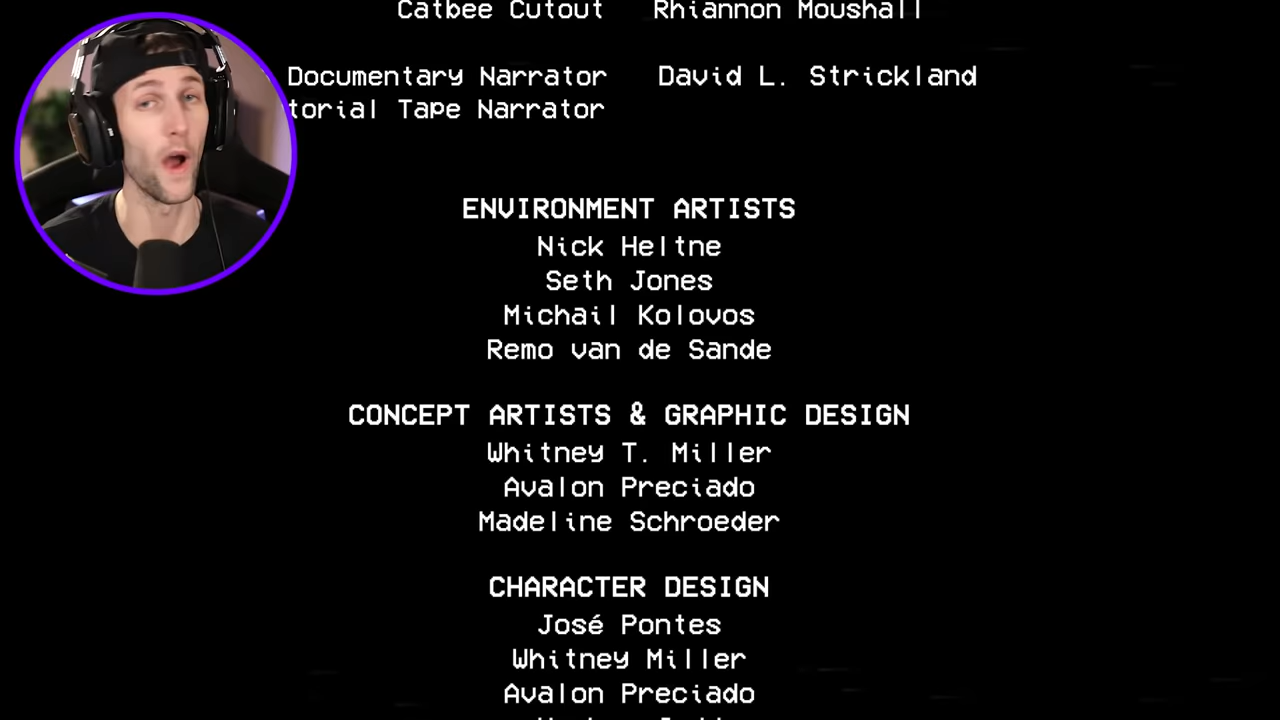 Catbee Cutout Rhiannon Moushall
Documentary Narrator David L. Strickland
torial Tape Narrator
ENVIRONMENT ARTISTS
Nick Heltne
Seth Jones
Michail Kolovos
Remo van de Sande
CONCEPT ARTISTS & GRAPHIC DESIGN
Whitney T. Miller
Avalon Preciado
Madeline Schroeder
CHARACTER DESIGN
José Pontes
Whitney Miller
Avalon Preciado